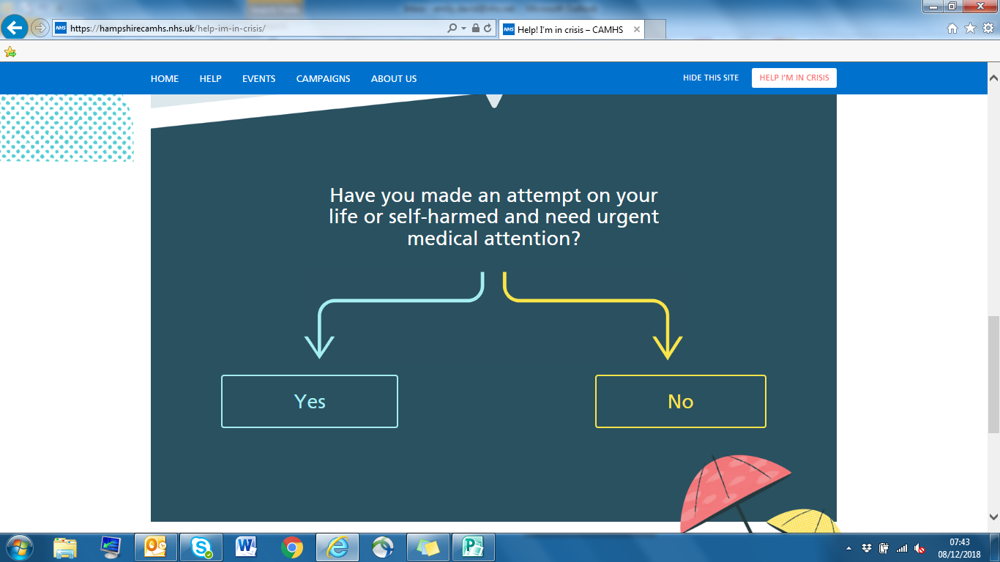 NHS https://hampshirecamhs.nhs.uk/help-im-in-crisis/
NHS Help! I'm in crisis – CAMHS
HOME HELP EVENTS CAMPAIGNS ABOUT US HIDE THIS SITE HELP I'M IN CRISIS
Have you made an attempt on your
life or self-harmed and need urgent
medical attention?
Yes No
07:43
08/12/2018